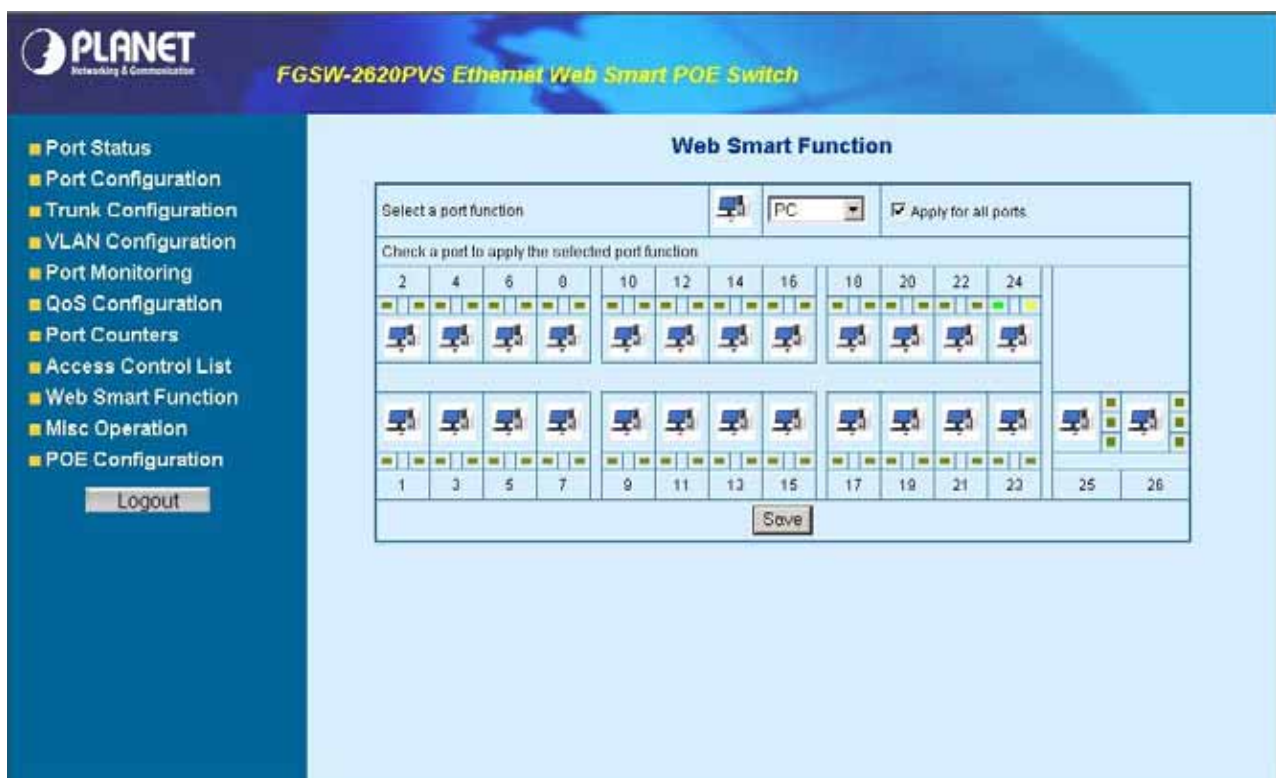 PLANET
Networking & Communication
FGSW-2620PVS Ethernet Web Smart POE Switch
Port Status
Port Configuration
Trunk Configuration
VLAN Configuration
Port Monitoring
QoS Configuration
Port Counters
Access Control List
Web Smart Function
Misc Operation
POE Configuration
Logout
Web Smart Function
Select a port function PC Apply for all ports
Check a port to apply the selected port function
2 4 6 8 10 12 14 16 18 20 22 24
1 3 5 7 9 11 13 15 17 19 21 23 25 26
Save